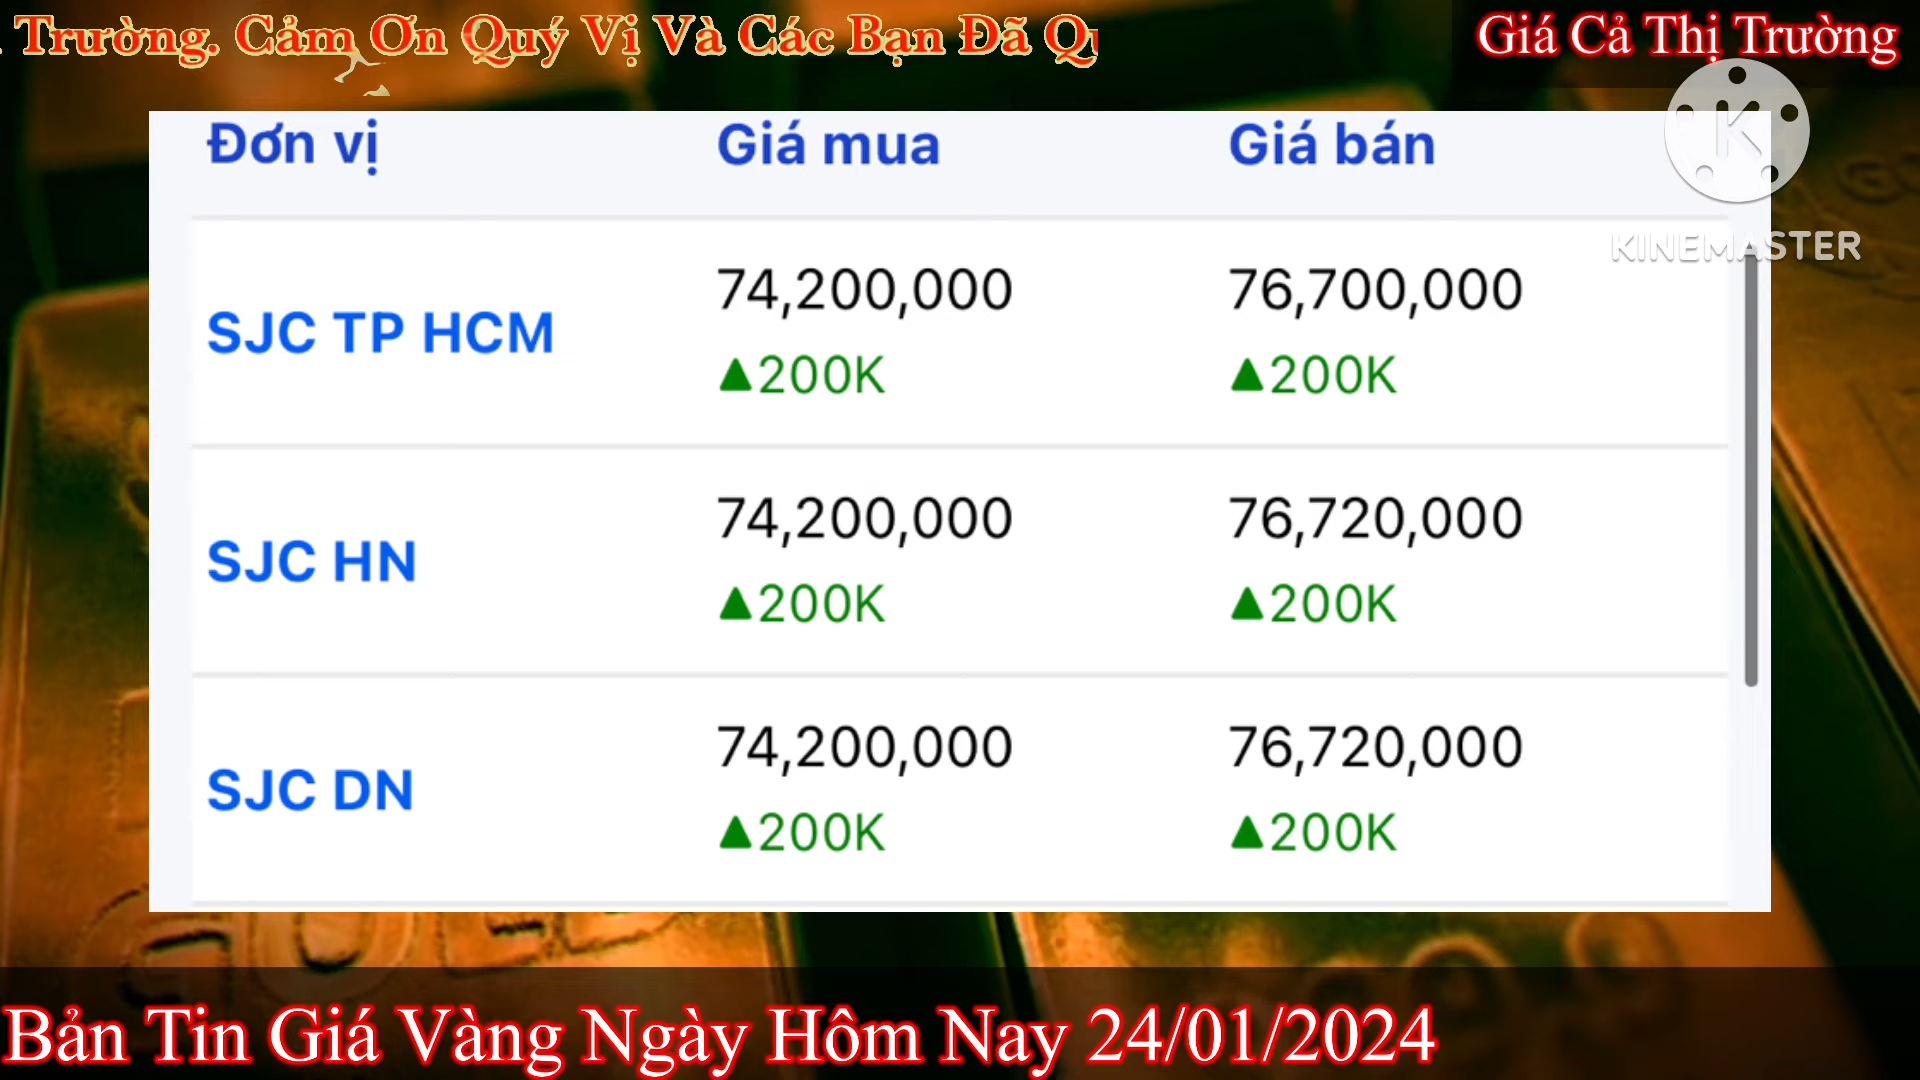 Trường. Cảm Ơn Quý Vị Và Các Bạn Đã
Giá Cả Thị Trường
K
KINEMASTER
Đơn vị Giá mua Giá bán
74,200,000 76,700,000
SJC TP HCM
▲200K ▲200K
74,200,000 76,720,000
SJC HN
▲200K ▲200K
74,200,000 76,720,000
SJC DN
▲200K ▲200K
Bản Tin Giá Vàng Ngày Hôm Nay 24/01/2024